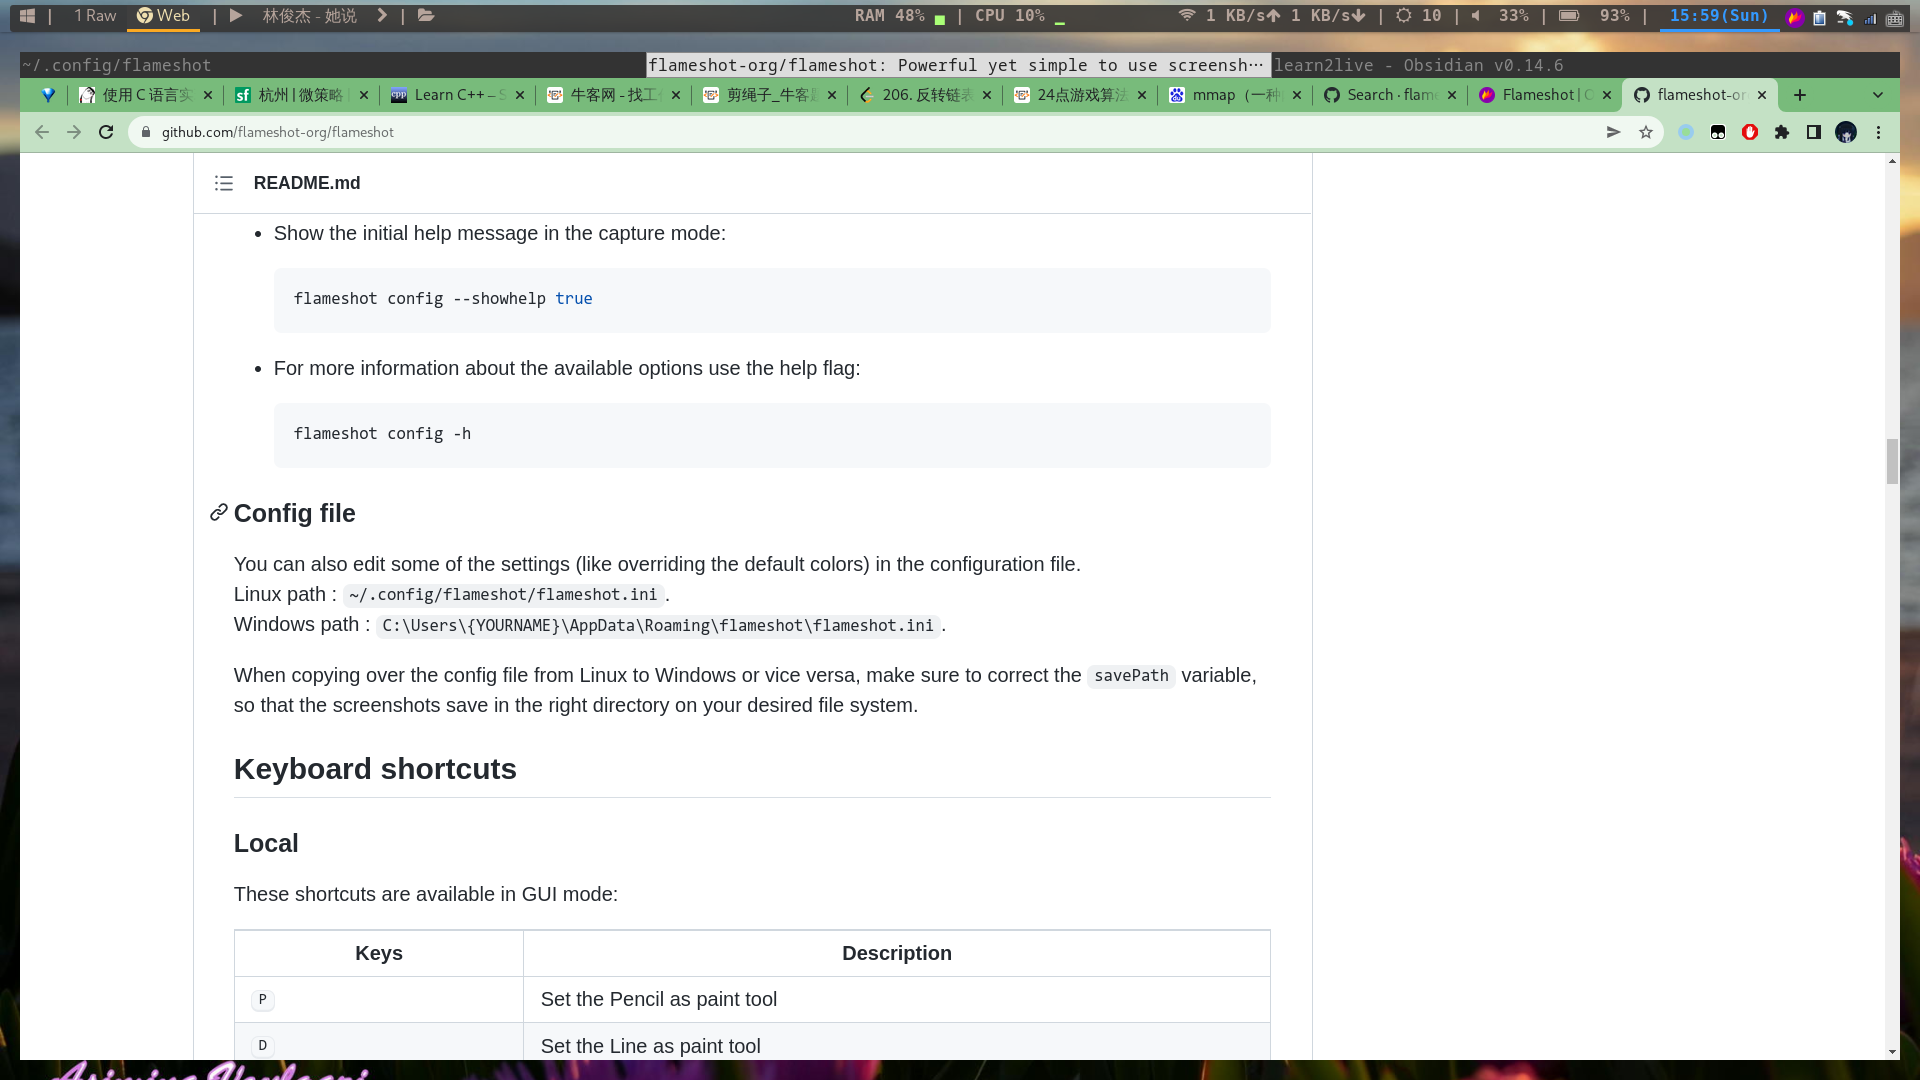 | 1 Raw Web | 林俊杰 - 她说 | RAM 48% | CPU 10% 1 KB/s 1 KB/s | 10 | 33% | 93% | 15:59(Sun)
~/.config/flameshot flameshot-org/flameshot: Powerful yet simple to use screensh… learn2live - Obsidian v0.14.6
使用 C 语言实 杭州 | 微策略 Learn C++ – 牛客网 - 找工 剪绳子_牛客 206. 反转链表 24点游戏算法 mmap（一种 Search · flame Flameshot | flameshot-or
github.com/flameshot-org/flameshot
README.md
• Show the initial help message in the capture mode:
flameshot config --showhelp true
• For more information about the available options use the help flag:
flameshot config -h
Config file
You can also edit some of the settings (like overriding the default colors) in the configuration file.
Linux path : ~/.config/flameshot/flameshot.ini.
Windows path : C:\Users\{YOURNAME}\AppData\Roaming\flameshot\flameshot.ini.
When copying over the config file from Linux to Windows or vice versa, make sure to correct the savePath variable,
so that the screenshots save in the right directory on your desired file system.
Keyboard shortcuts
Local
These shortcuts are available in GUI mode:
Keys Description
P Set the Pencil as paint tool
D Set the Line as paint tool